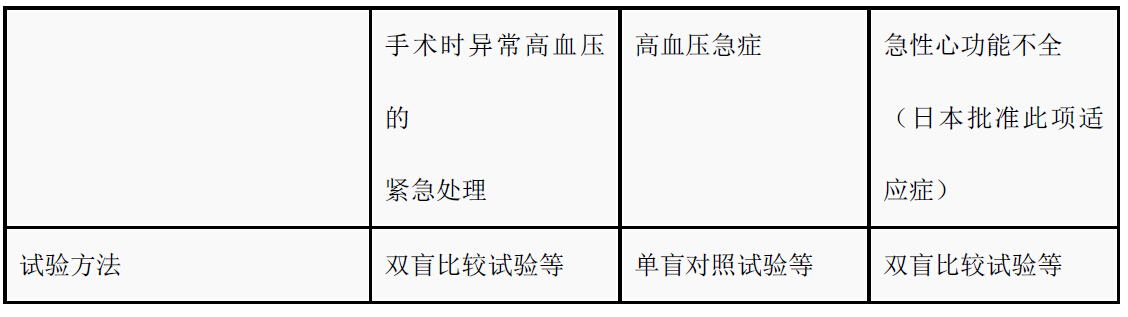 手术时异常高血压
的
紧急处理
高血压急症
急性心功能不全
（日本批准此项适
应症）
试验方法
双盲比较试验等
单盲对照试验等
双盲比较试验等